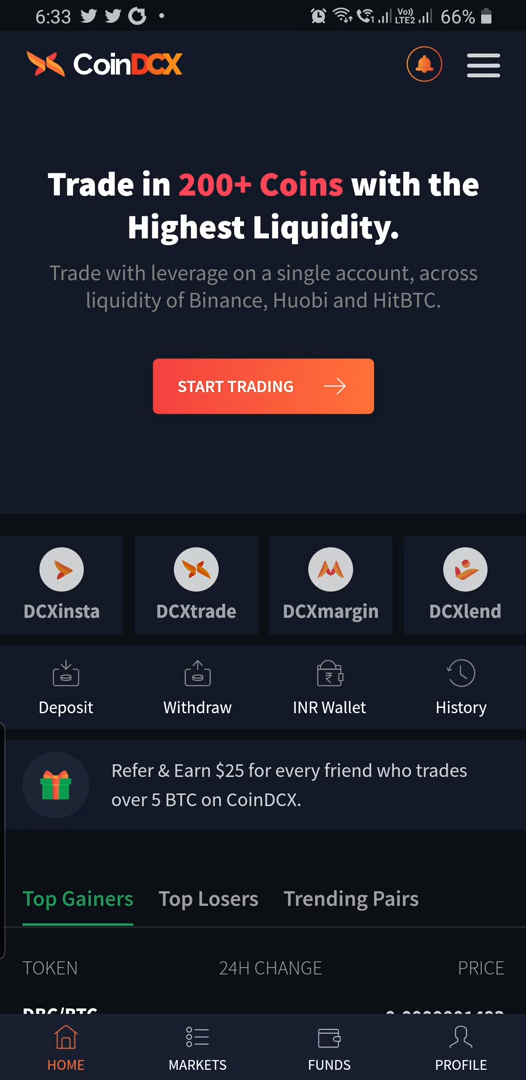 6:33
Vo)
LTE2
66%
CoinDCX
Trade in 200+ Coins with the
Highest Liquidity.
Trade with leverage on a single account, across
liquidity of Binance, Huobi and HitBTC.
START TRADING
DCXinsta DCXtrade DCXmargin DCXlend
Deposit Withdraw INR Wallet History
Refer & Earn $25 for every friend who trades
over 5 BTC on CoinDCX.
Top Gainers Top Losers Trending Pairs
TOKEN 24H CHANGE PRICE
HOME MARKETS FUNDS PROFILE